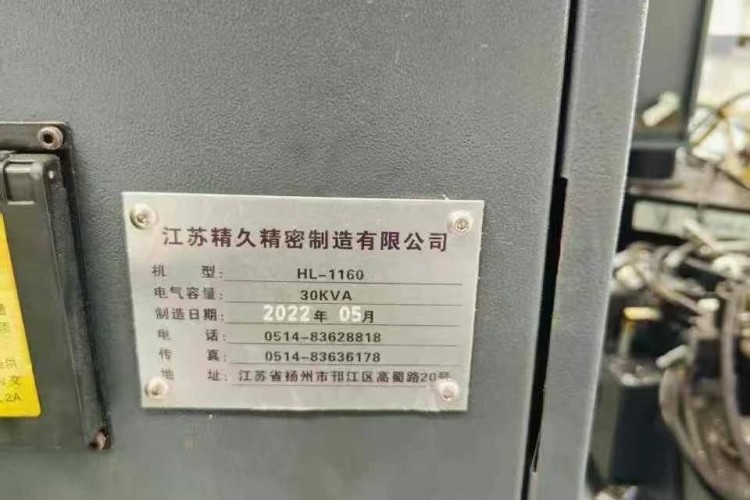 江苏精久精密制造有限公司
机 型: HL-1160
电气容量: 30KVA
制造日期: 2022年 05月
电 话: 0514-83628818
传 真: 0514-83636178
地 址: 江苏省扬州市邗江区高蜀路20号
2A